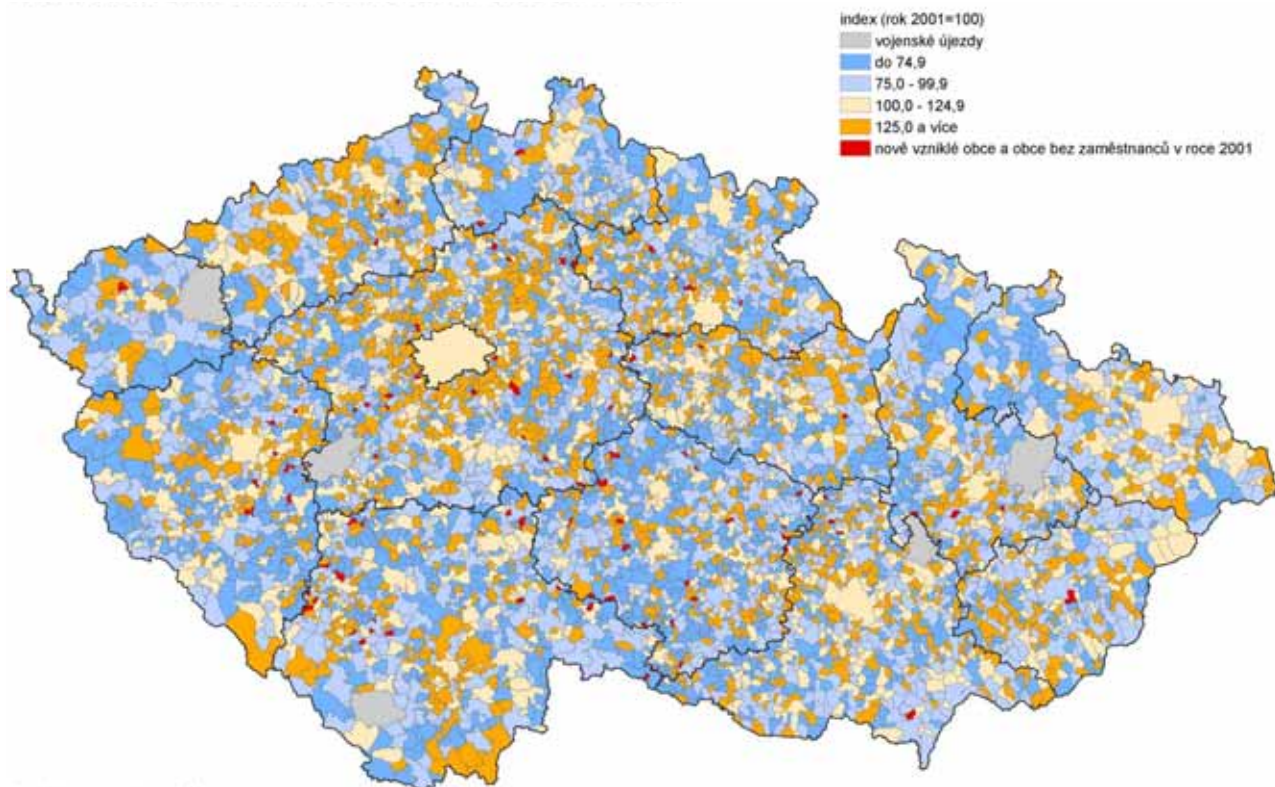 index (rok 2001=100)
vojenské újezdy
do 74,9
75,0 - 99,9
100,0 - 124,9
125,0 a více
nově vzniklé obce a obce bez zaměstnanců v roce 2001